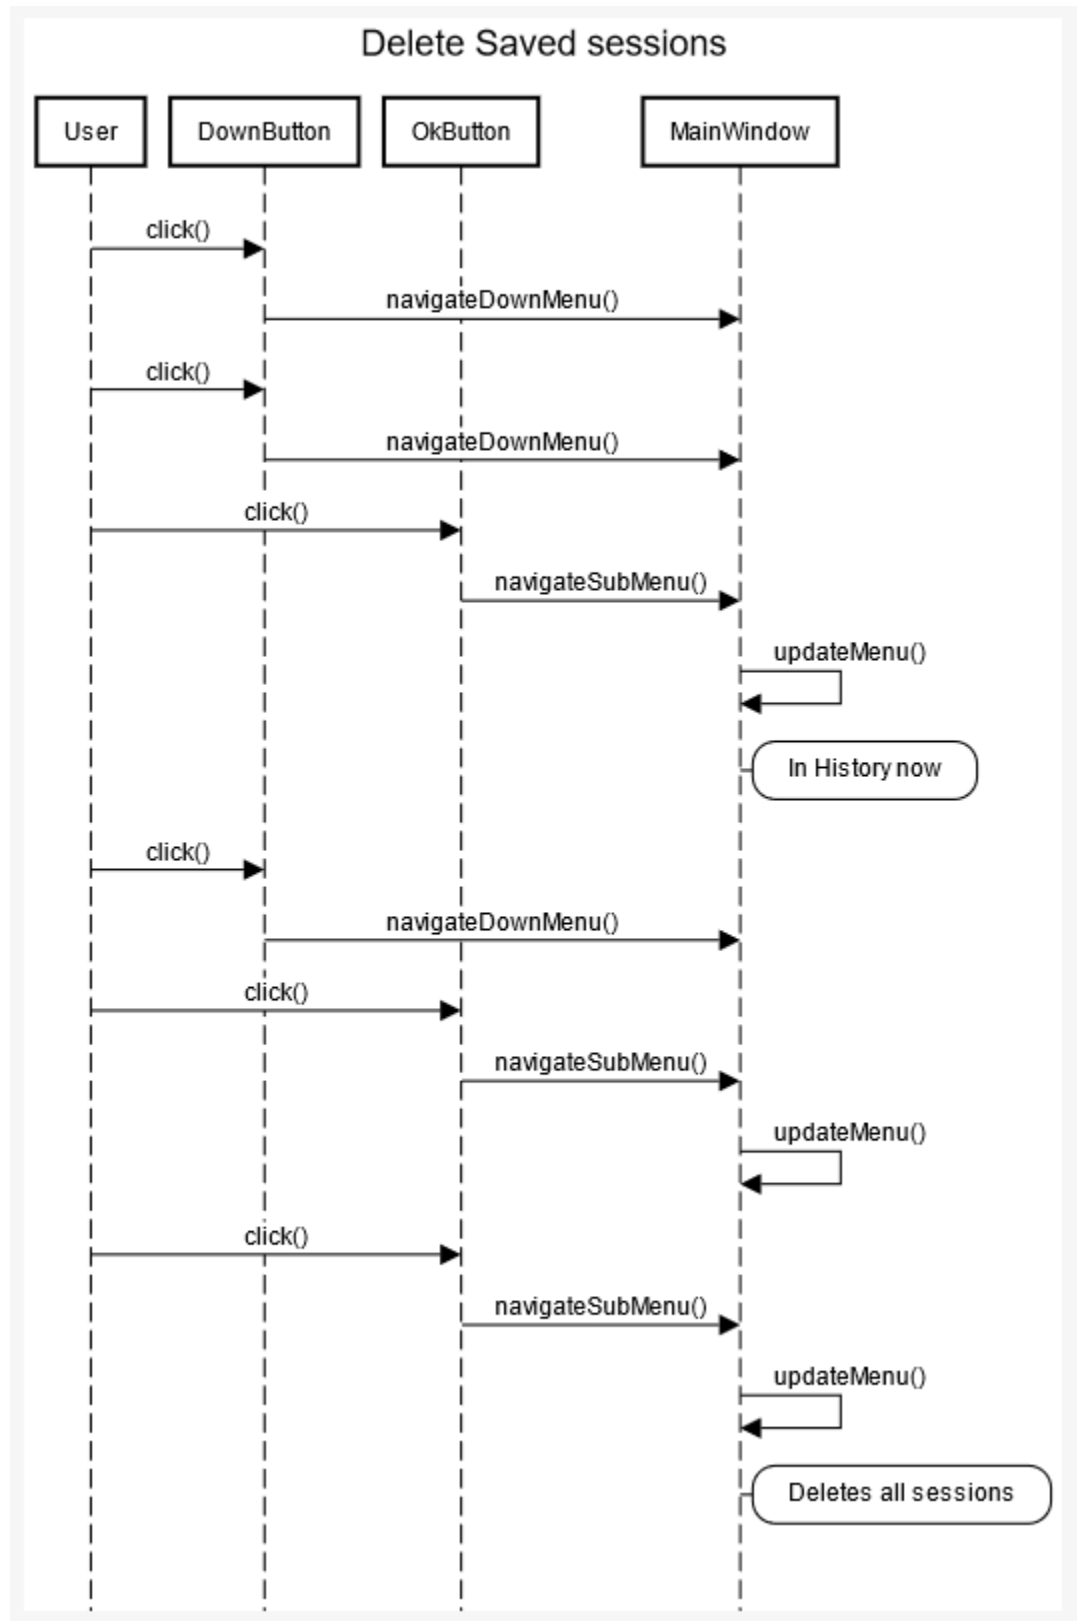 Delete Saved sessions
User
DownButton
OkButton
MainWindow
click()
navigateDownMenu()
click()
navigateDownMenu()
click()
navigateSubMenu()
updateMenu()
In History now
click()
navigateDownMenu()
click()
navigateSubMenu()
updateMenu()
click()
navigateSubMenu()
updateMenu()
Deletes all sessions